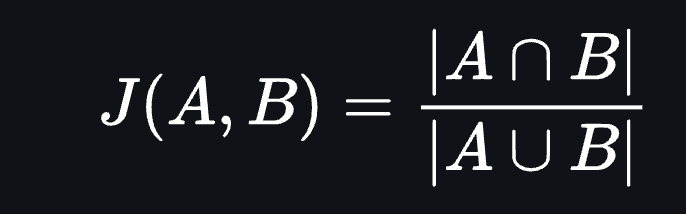 J(A, B) = |A ∩ B| / |A ∪ B|